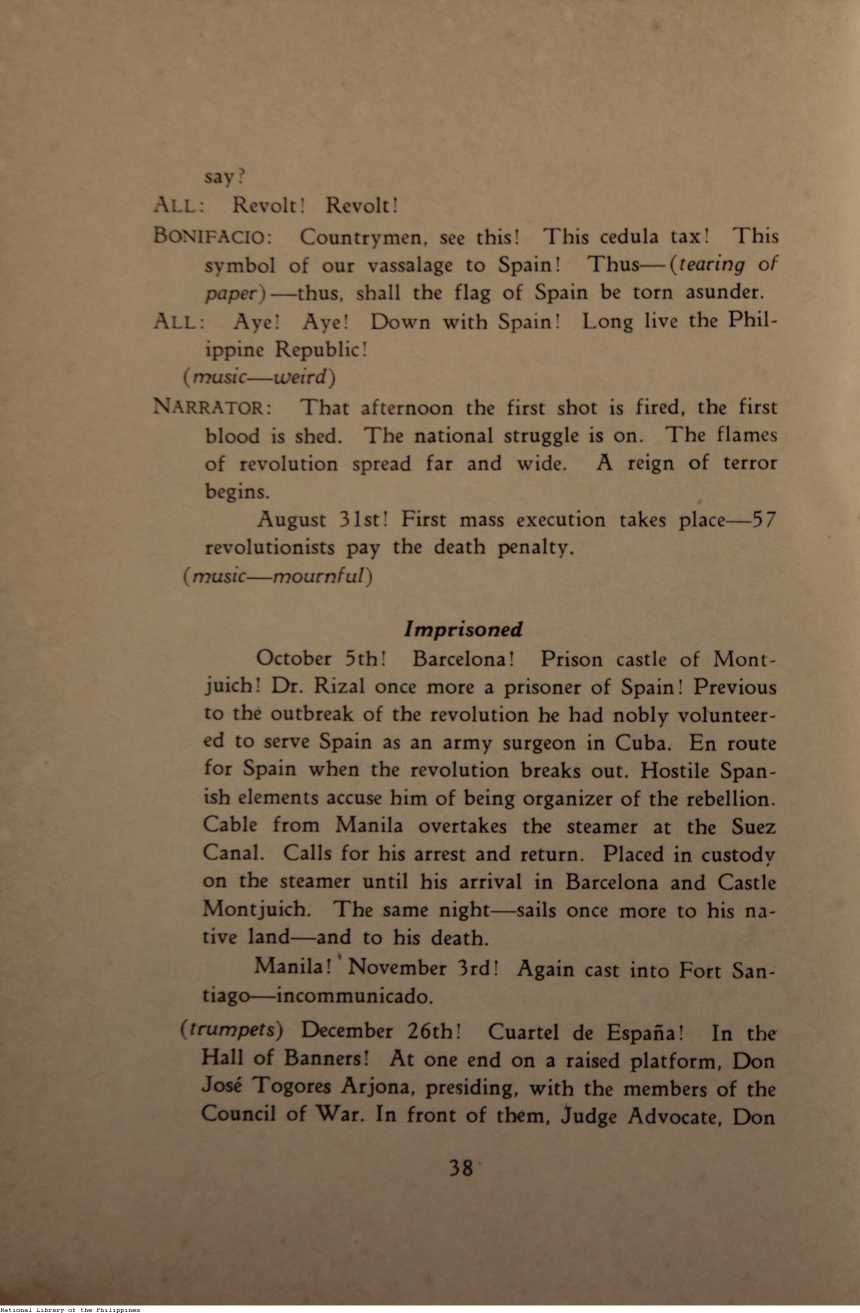 say?
ALL: Revolt! Revolt!
BONIFACIO: Countrymen, see this! This cedula tax! This
symbol of our vassalage to Spain! Thus—(tearing of
paper)—thus, shall the flag of Spain be torn asunder.
ALL: Aye! Aye! Down with Spain! Long live the Phil-
ippine Republic!
(music—weird)
NARRATOR: That afternoon the first shot is fired, the first
blood is shed. The national struggle is on. The flames
of revolution spread far and wide. A reign of terror
begins.
August 31st! First mass execution takes place—57
revolutionists pay the death penalty.
(music—mournful)
Imprisoned
October 5th! Barcelona! Prison castle of Mont-
juich! Dr. Rizal once more a prisoner of Spain! Previous
to the outbreak of the revolution he had nobly volunteer-
ed to serve Spain as an army surgeon in Cuba. En route
for Spain when the revolution breaks out. Hostile Span-
ish elements accuse him of being organizer of the rebellion.
Cable from Manila overtakes the steamer at the Suez
Canal. Calls for his arrest and return. Placed in custody
on the steamer until his arrival in Barcelona and Castle
Montjuich. The same night—sails once more to his na-
tive land—and to his death.
Manila! November 3rd! Again cast into Fort San-
tiago—incommunicado.
(trumpets) December 26th! Cuartel de España! In the
Hall of Banners! At one end on a raised platform, Don
José Togores Arjona, presiding, with the members of the
Council of War. In front of them, Judge Advocate, Don
38
National Library of the Philippines